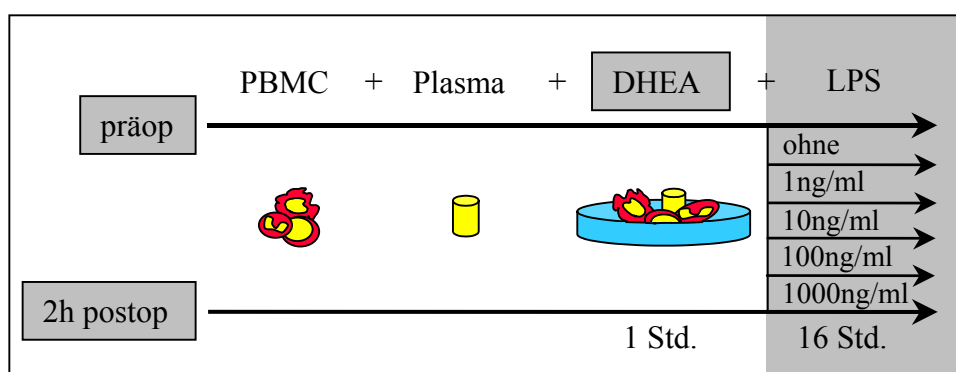 PBMC + Plasma + DHEA + LPS
präop
ohne
1ng/ml
10ng/ml
100ng/ml
1000ng/ml
2h postop
1 Std. 16 Std.